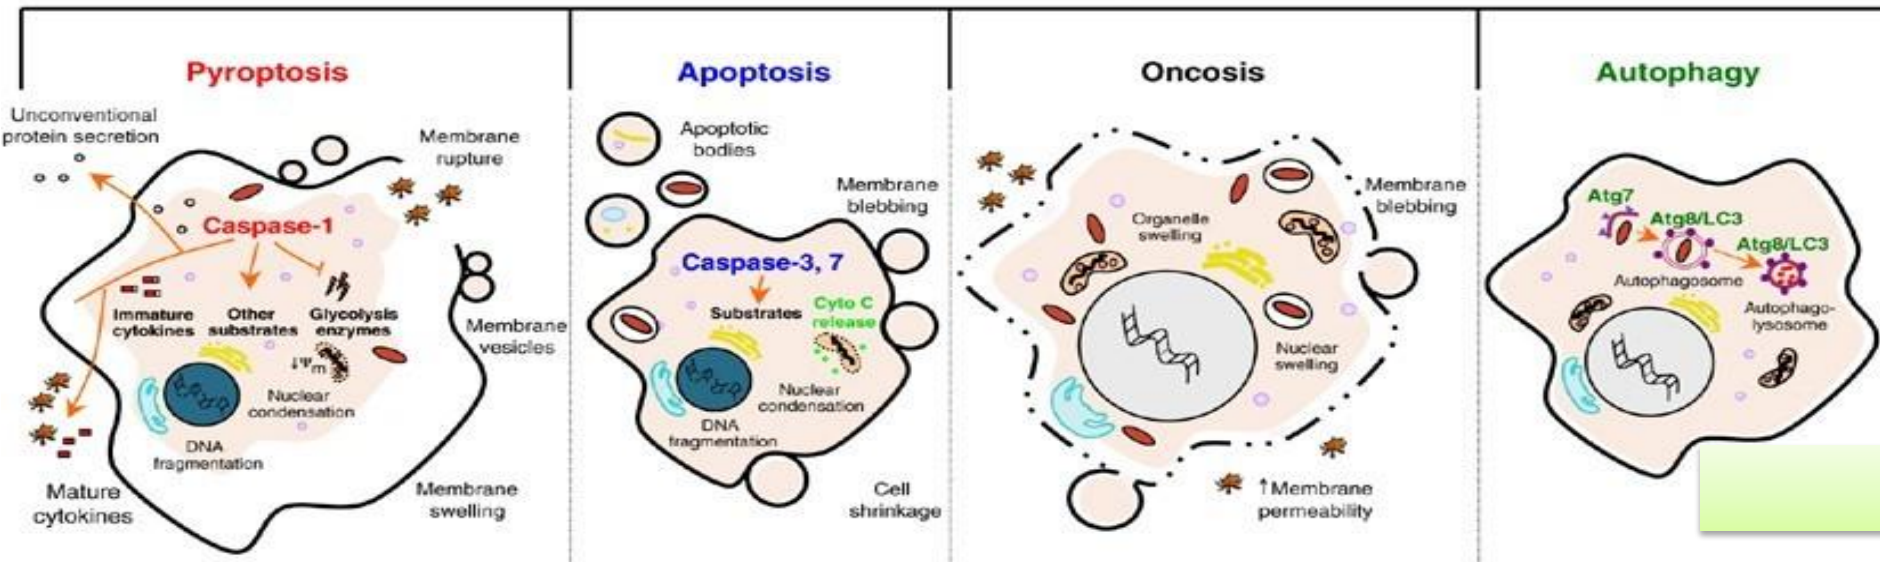 Pyroptosis
Unconventional
protein secretion
Membrane
rupture
Caspase-1
Immature
cytokines
Other
substrates
Glycolysis
enzymes
Membrane
vesicles
↓Ψm
Nuclear
condensation
DNA
fragmentation
Mature
cytokines
Membrane
swelling
Apoptosis
Apoptotic
bodies
Membrane
blebbing
Caspase-3, 7
Substrates
Cyto C
release
Nuclear
condensation
DNA
fragmentation
Cell
shrinkage
Oncosis
Membrane
blebbing
Organelle
swelling
Nuclear
swelling
↑Membrane
permeability
Autophagy
Atg7
Atg8/LC3
Atg8/LC3
Autophagosome
Autophago-
lysosome